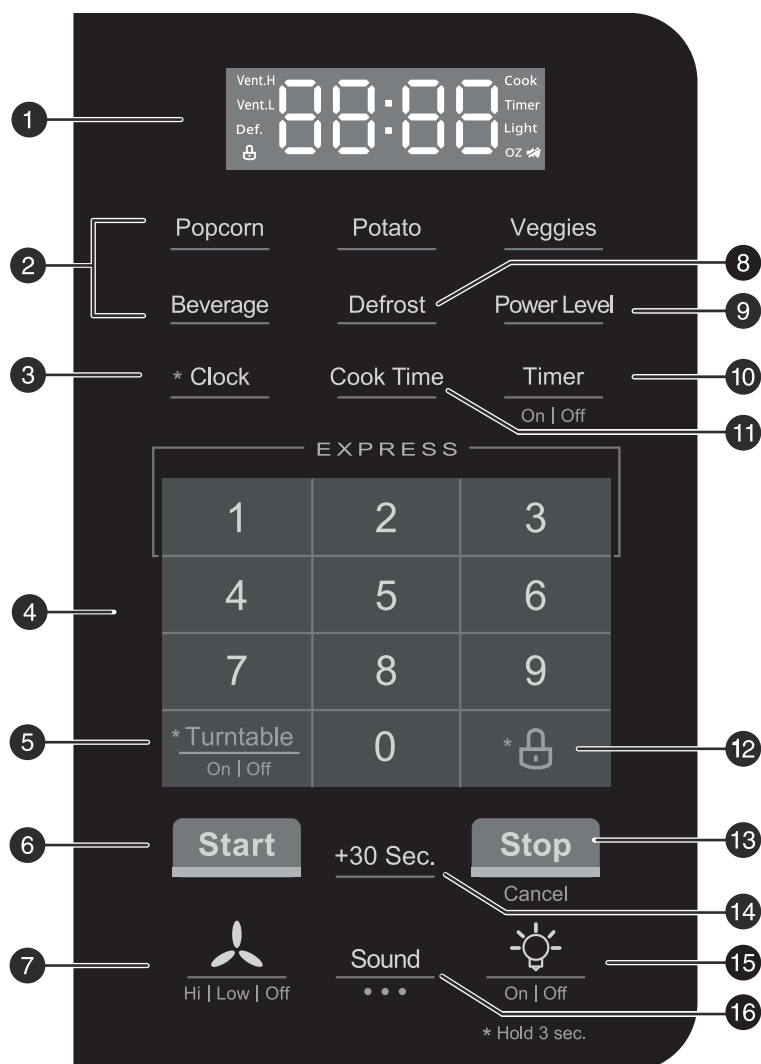 1
Vent.H 88:88 Cook
Vent.L Timer
Def. Light
OZ
2
Popcorn Potato Veggies
8
Beverage Defrost Power Level
9
3
* Clock Cook Time Timer
10
On | Off
11
EXPRESS
1 2 3
4
4 5 6
7 8 9
5
* Turntable 0 *
On | Off
12
6
Start +30 Sec. Stop
13
Cancel
14
7
Hi | Low | Off Sound On | Off
15
16
* Hold 3 sec.